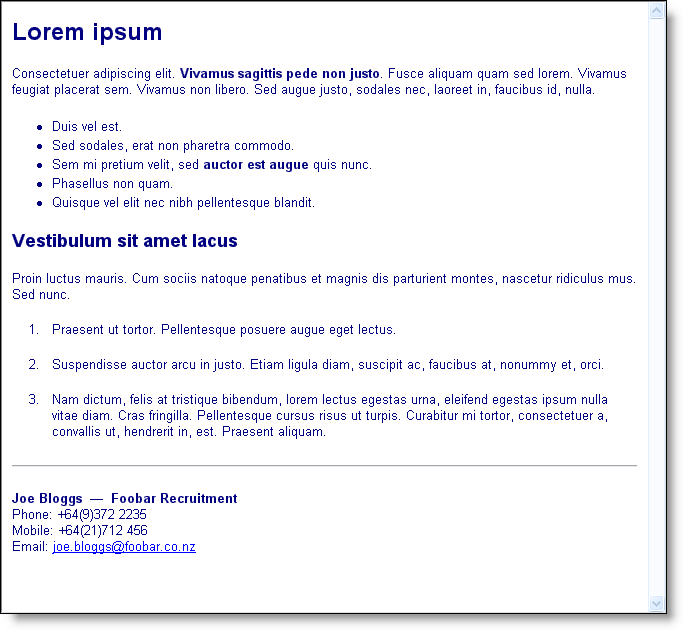 Lorem ipsum
Consectetuer adipiscing elit. Vivamus sagittis pede non justo. Fusce aliquam quam sed lorem. Vivamus
feugiat placerat sem. Vivamus non libero. Sed augue justo, sodales nec, laoreet in, faucibus id, nulla.
• Duis vel est.
• Sed sodales, erat non pharetra commodo.
• Sem mi pretium velit, sed auctor est augue quis nunc.
• Phasellus non quam.
• Quisque vel elit nec nibh pellentesque blandit.
Vestibulum sit amet lacus
Proin luctus mauris. Cum sociis natoque penatibus et magnis dis parturient montes, nascetur ridiculus mus.
Sed nunc.
1. Praesent ut tortor. Pellentesque posuere augue eget lectus.
2. Suspendisse auctor arcu in justo. Etiam ligula diam, suscipit ac, faucibus at, nonummy et, orci.
3. Nam dictum, felis at tristique bibendum, lorem lectus egestas urna, eleifend egestas ipsum nulla
vitae diam. Cras fringilla. Pellentesque cursus risus ut turpis. Curabitur mi tortor, consectetuer a,
convallis ut, hendrerit in, est. Praesent aliquam.
Joe Bloggs — Foobar Recruitment
Phone: +64(9)372 2235
Mobile: +64(21)712 456
Email: joe.bloggs@foobar.co.nz